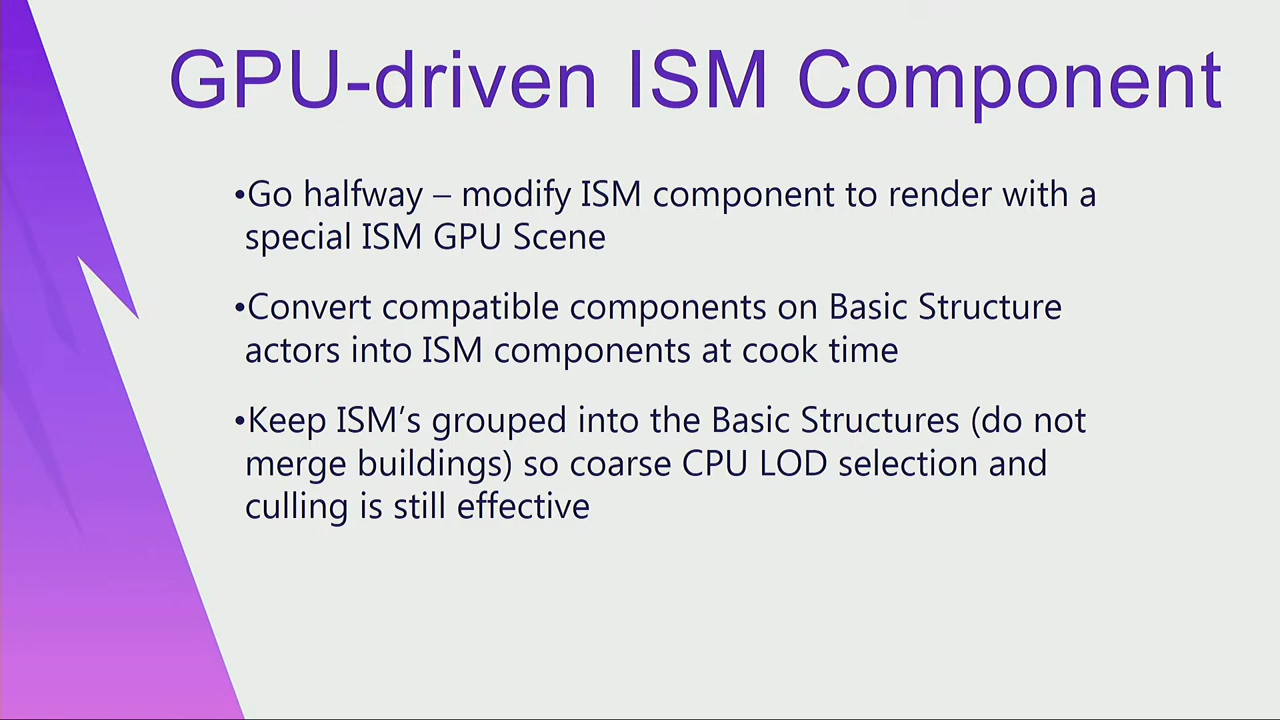 GPU-driven ISM Component
•Go halfway – modify ISM component to render with a
special ISM GPU Scene
•Convert compatible components on Basic Structure
actors into ISM components at cook time
•Keep ISM’s grouped into the Basic Structures (do not
merge buildings) so coarse CPU LOD selection and
culling is still effective